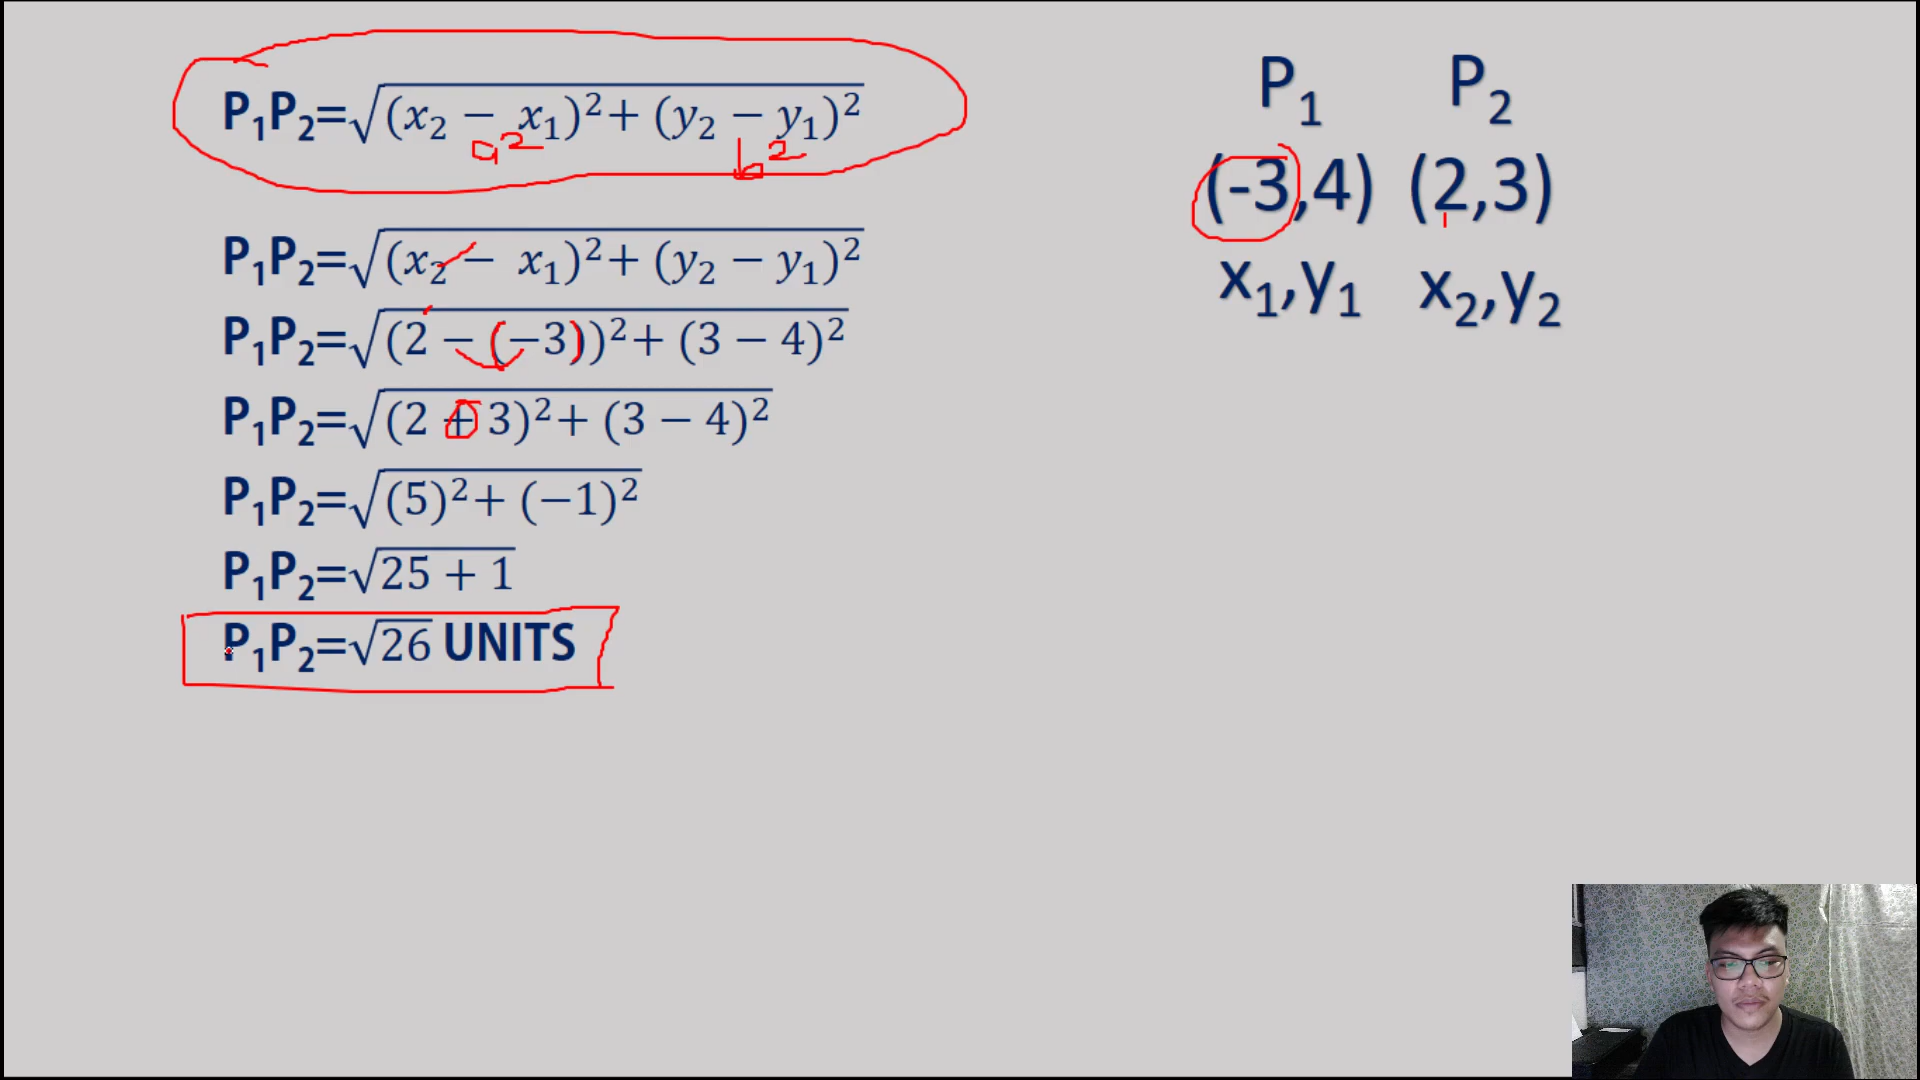 P₁P₂=√(x₂ − x₁)²+ (y₂ − y₁)²
a² b²
P₁P₂=√(x₂ − x₁)²+ (y₂ − y₁)²
P₁P₂=√(2 − (−3))²+ (3 − 4)²
P₁P₂=√(2 + 3)²+ (3 − 4)²
P₁P₂=√(5)²+ (−1)²
P₁P₂=√25 + 1
P₁P₂=√26 UNITS
P₁ P₂
(-3,4) (2,3)
x₁,y₁ x₂,y₂